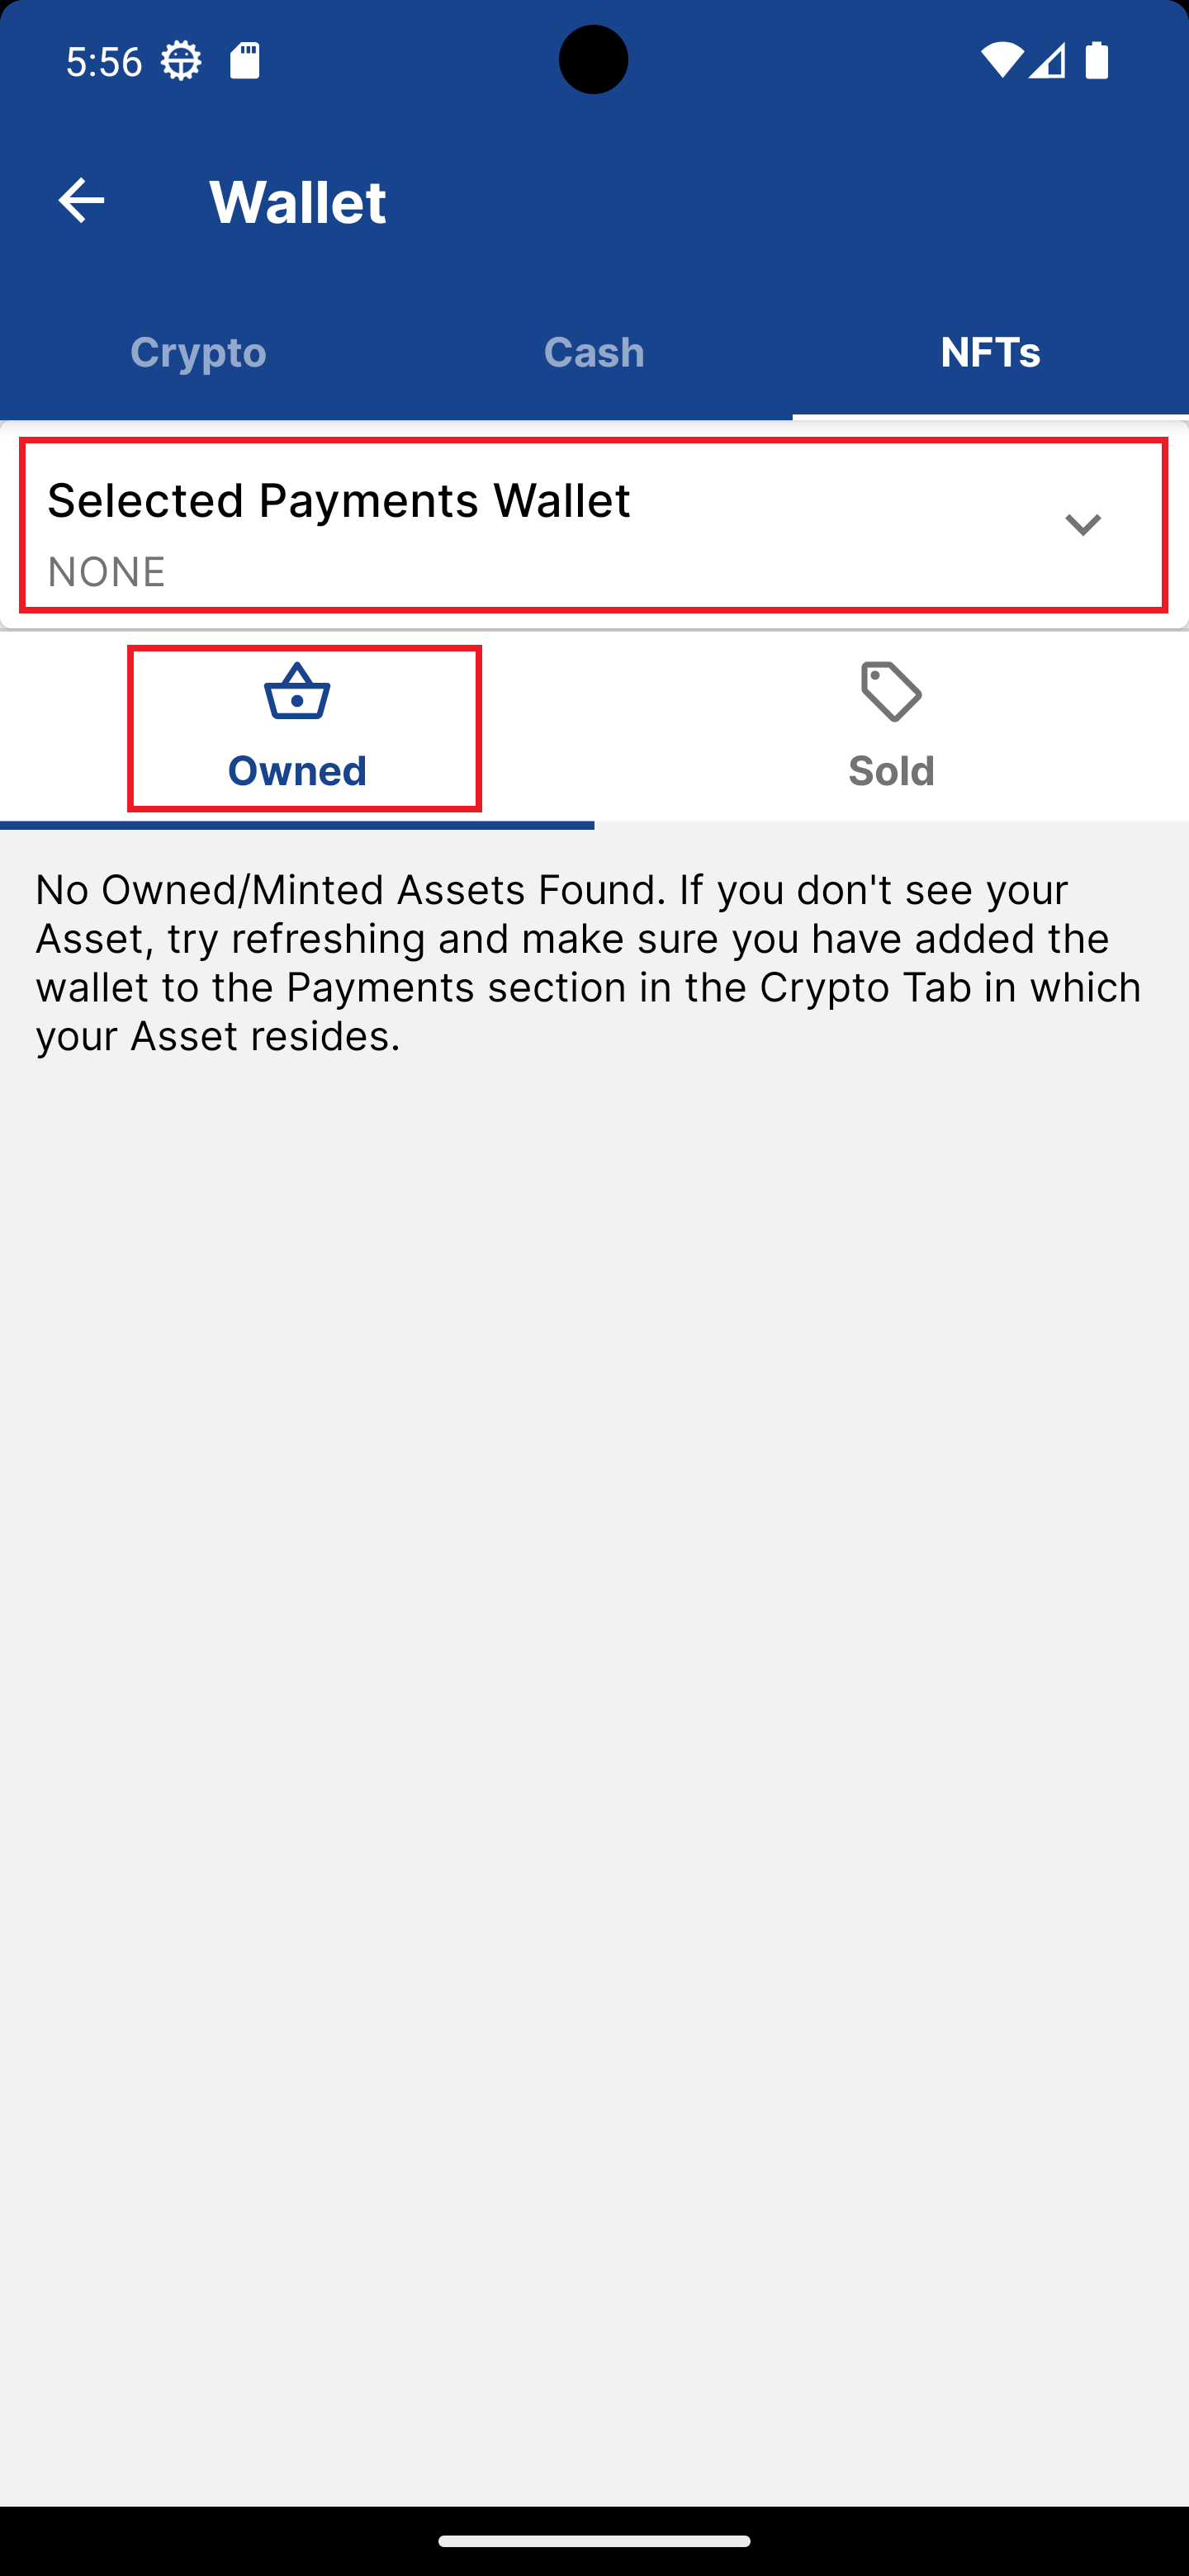 5:56
Wallet
Crypto Cash NFTs
Selected Payments Wallet
NONE
Owned Sold
No Owned/Minted Assets Found. If you don't see your
Asset, try refreshing and make sure you have added the
wallet to the Payments section in the Crypto Tab in which
your Asset resides.